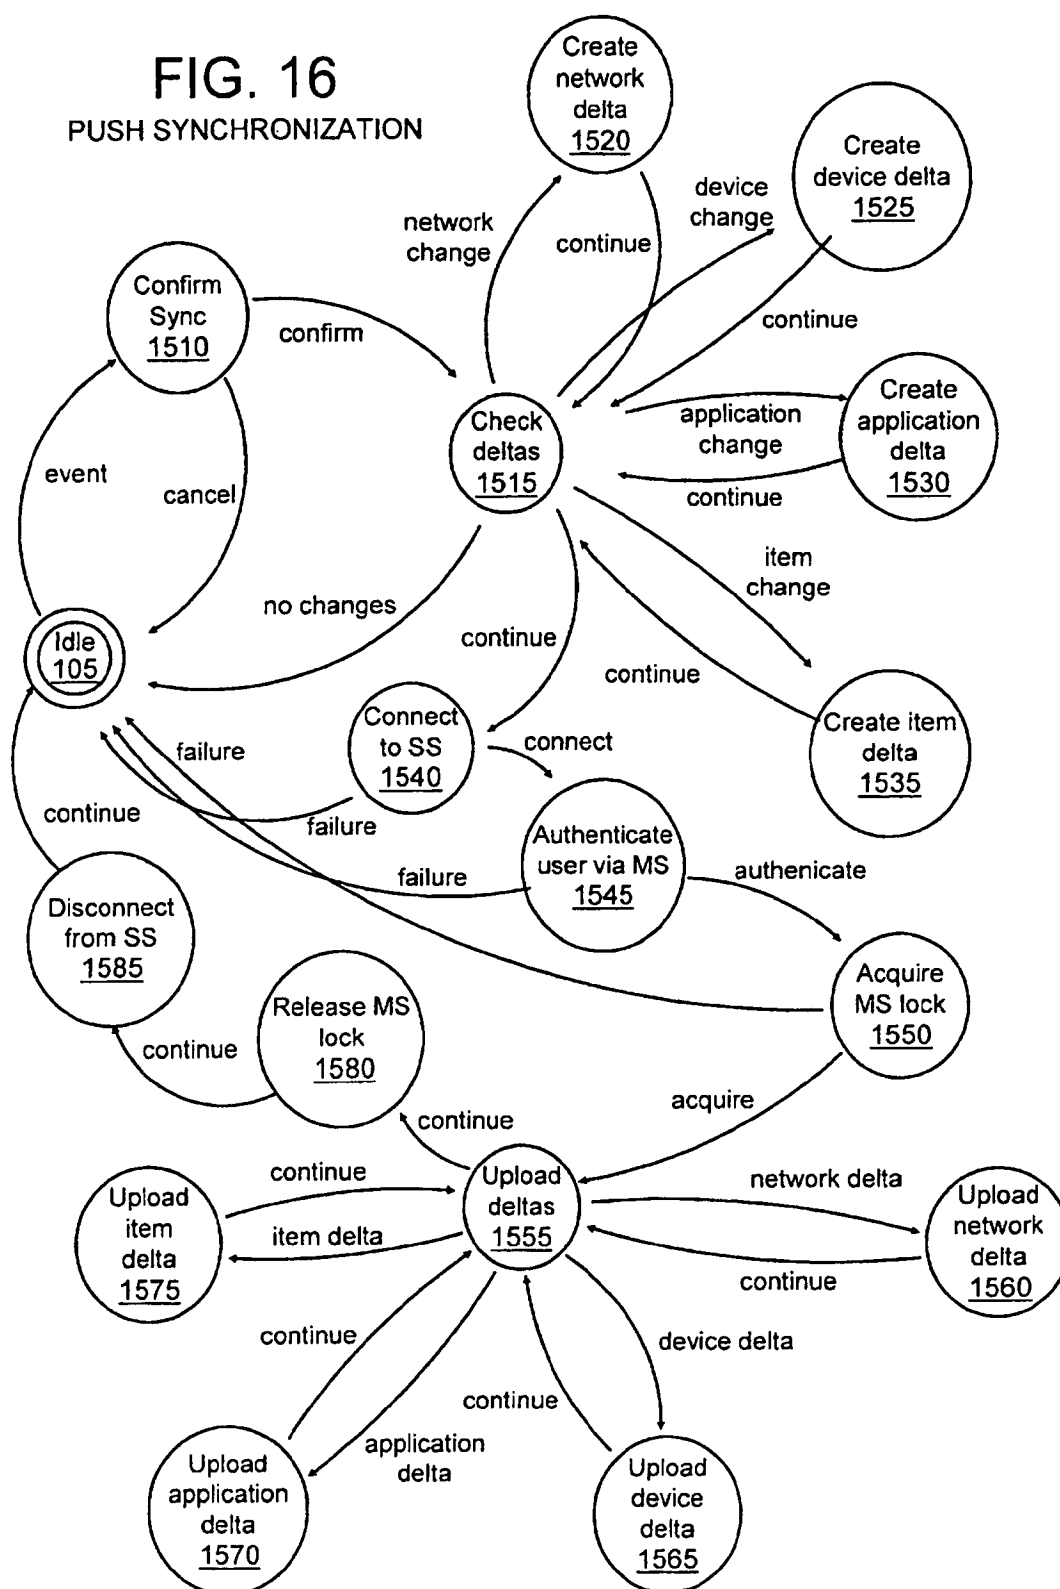 FIG. 16
PUSH SYNCHRONIZATION
Create
network
delta
1520
Create
device delta
1525
device
change
network
change
continue
continue
Confirm
Sync
1510
confirm
Check
deltas
1515
application
change
continue
Create
application
delta
1530
event
cancel
item
change
no changes
continue
continue
Idle
105
Connect
to SS
1540
connect
Create item
delta
1535
failure
failure
continue
Authenticate
user via MS
1545
failure
authenicate
Disconnect
from SS
1585
Acquire
MS lock
1550
Release MS
lock
1580
continue
acquire
continue
Upload
deltas
1555
continue
item delta
Upload
item
delta
1575
network delta
continue
Upload
network
delta
1560
continue
device delta
continue
application
delta
Upload
application
delta
1570
Upload
device
delta
1565